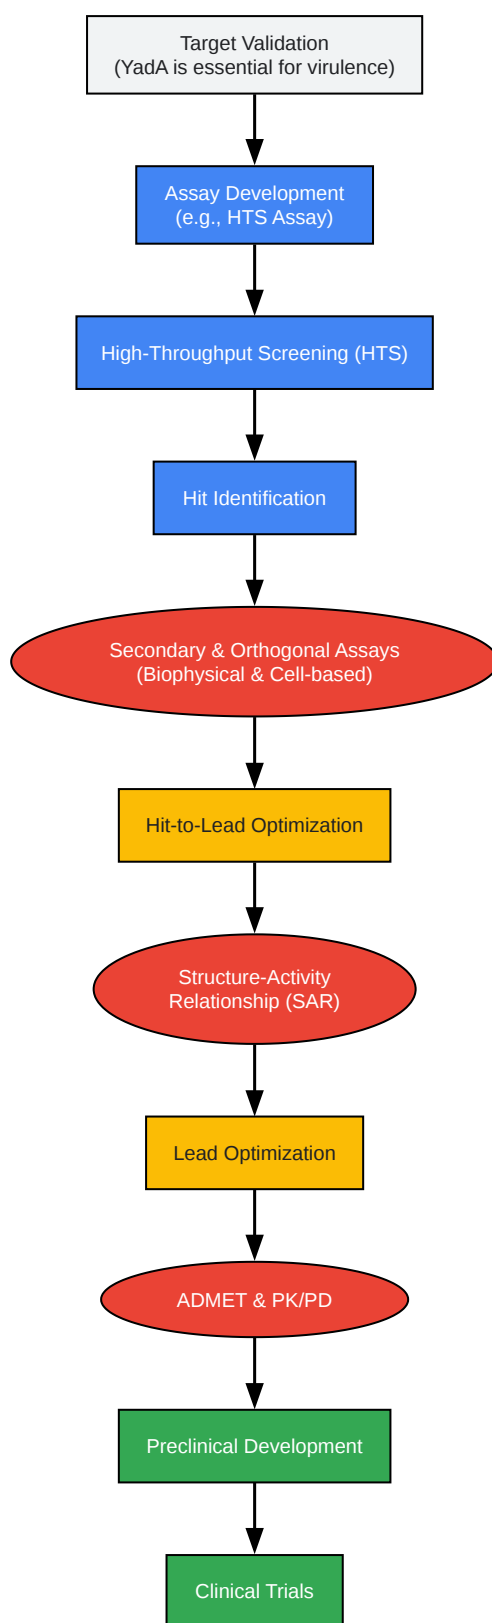 Target Validation
(YadA is essential for virulence)
Assay Development
(e.g., HTS Assay)
High-Throughput Screening (HTS)
Hit Identification
Secondary & Orthogonal Assays
(Biophysical & Cell-based)
Hit-to-Lead Optimization
Structure-Activity
Relationship (SAR)
Lead Optimization
ADMET & PK/PD
Preclinical Development
Clinical Trials